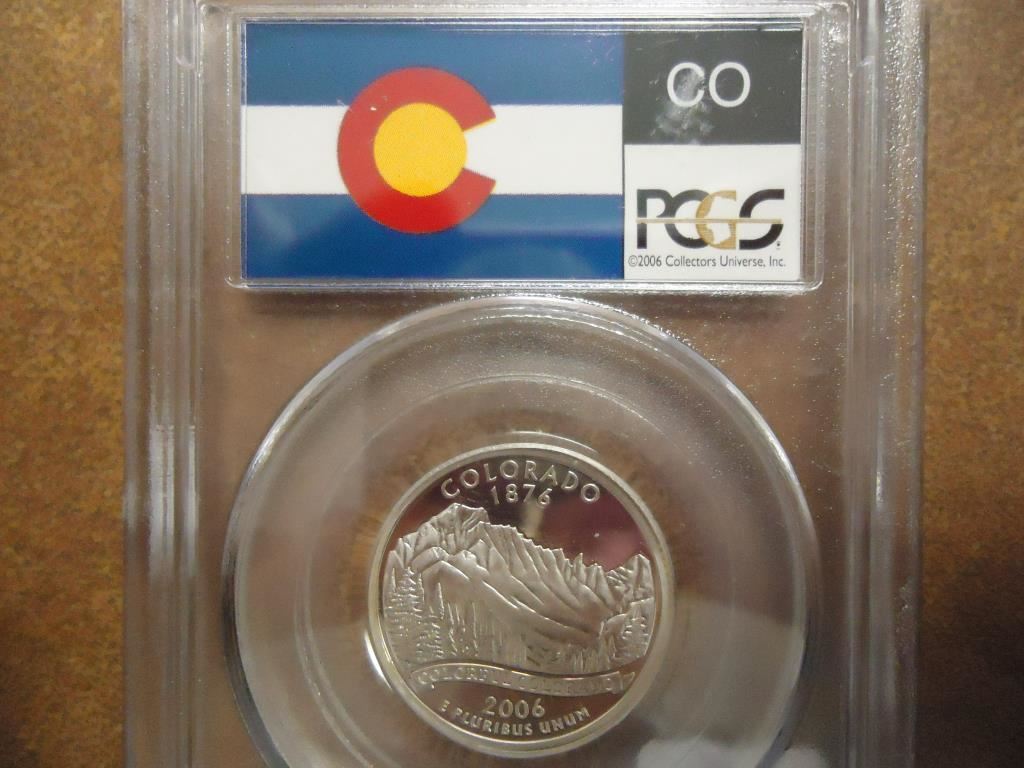 CO
PCGS
©2006 Collectors Universe, Inc.
COLORADO
1876
COLORFUL COLORADO
2006
E PLURIBUS UNUM